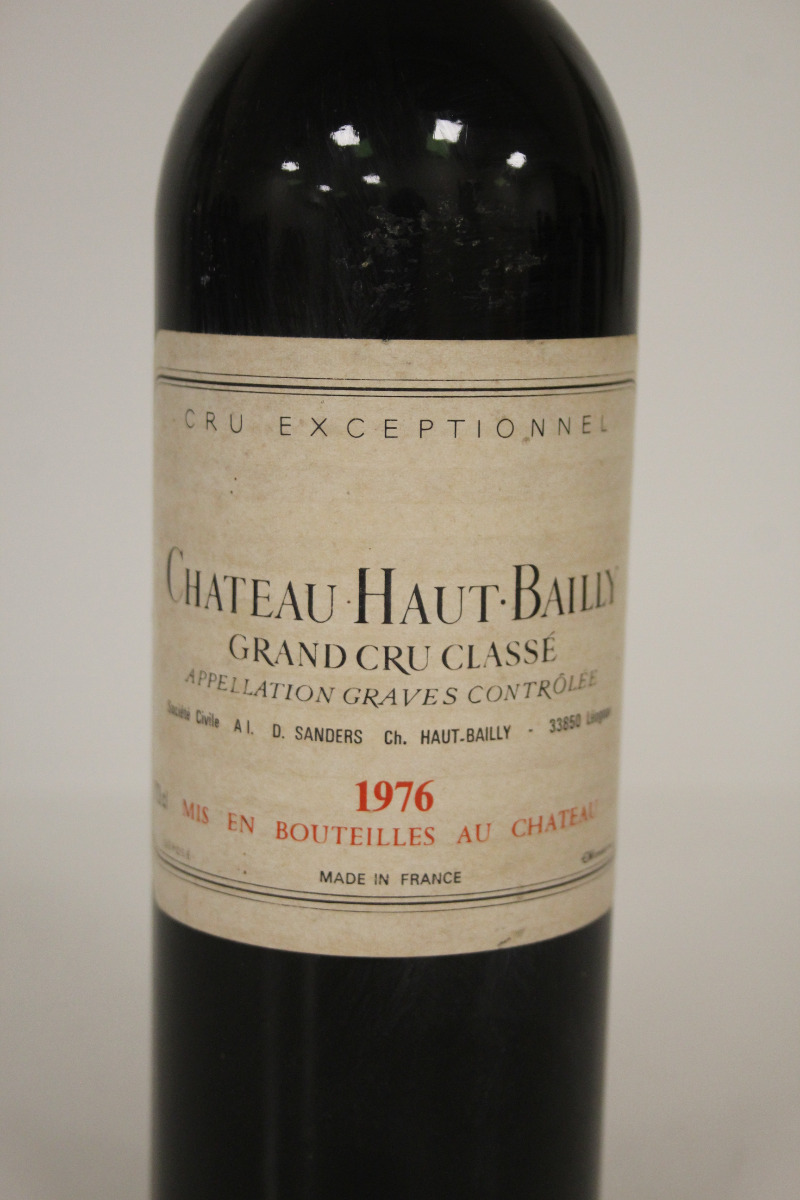 CRU EXCEPTIONNEL
CHATEAU·HAUT·BAILLY
GRAND CRU CLASSÉ
APPELLATION GRAVES CONTRÔLÉE
Société Civile A I. D. SANDERS Ch. HAUT-BAILLY - 33850 Léognan
1976
MIS EN BOUTEILLES AU CHATEAU
MADE IN FRANCE